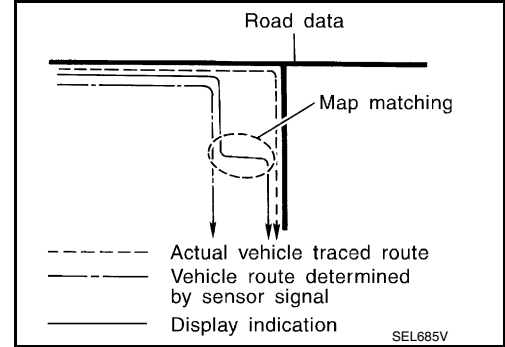 Road data
Map matching
Actual vehicle traced route
Vehicle route determined
by sensor signal
Display indication
SEL685V